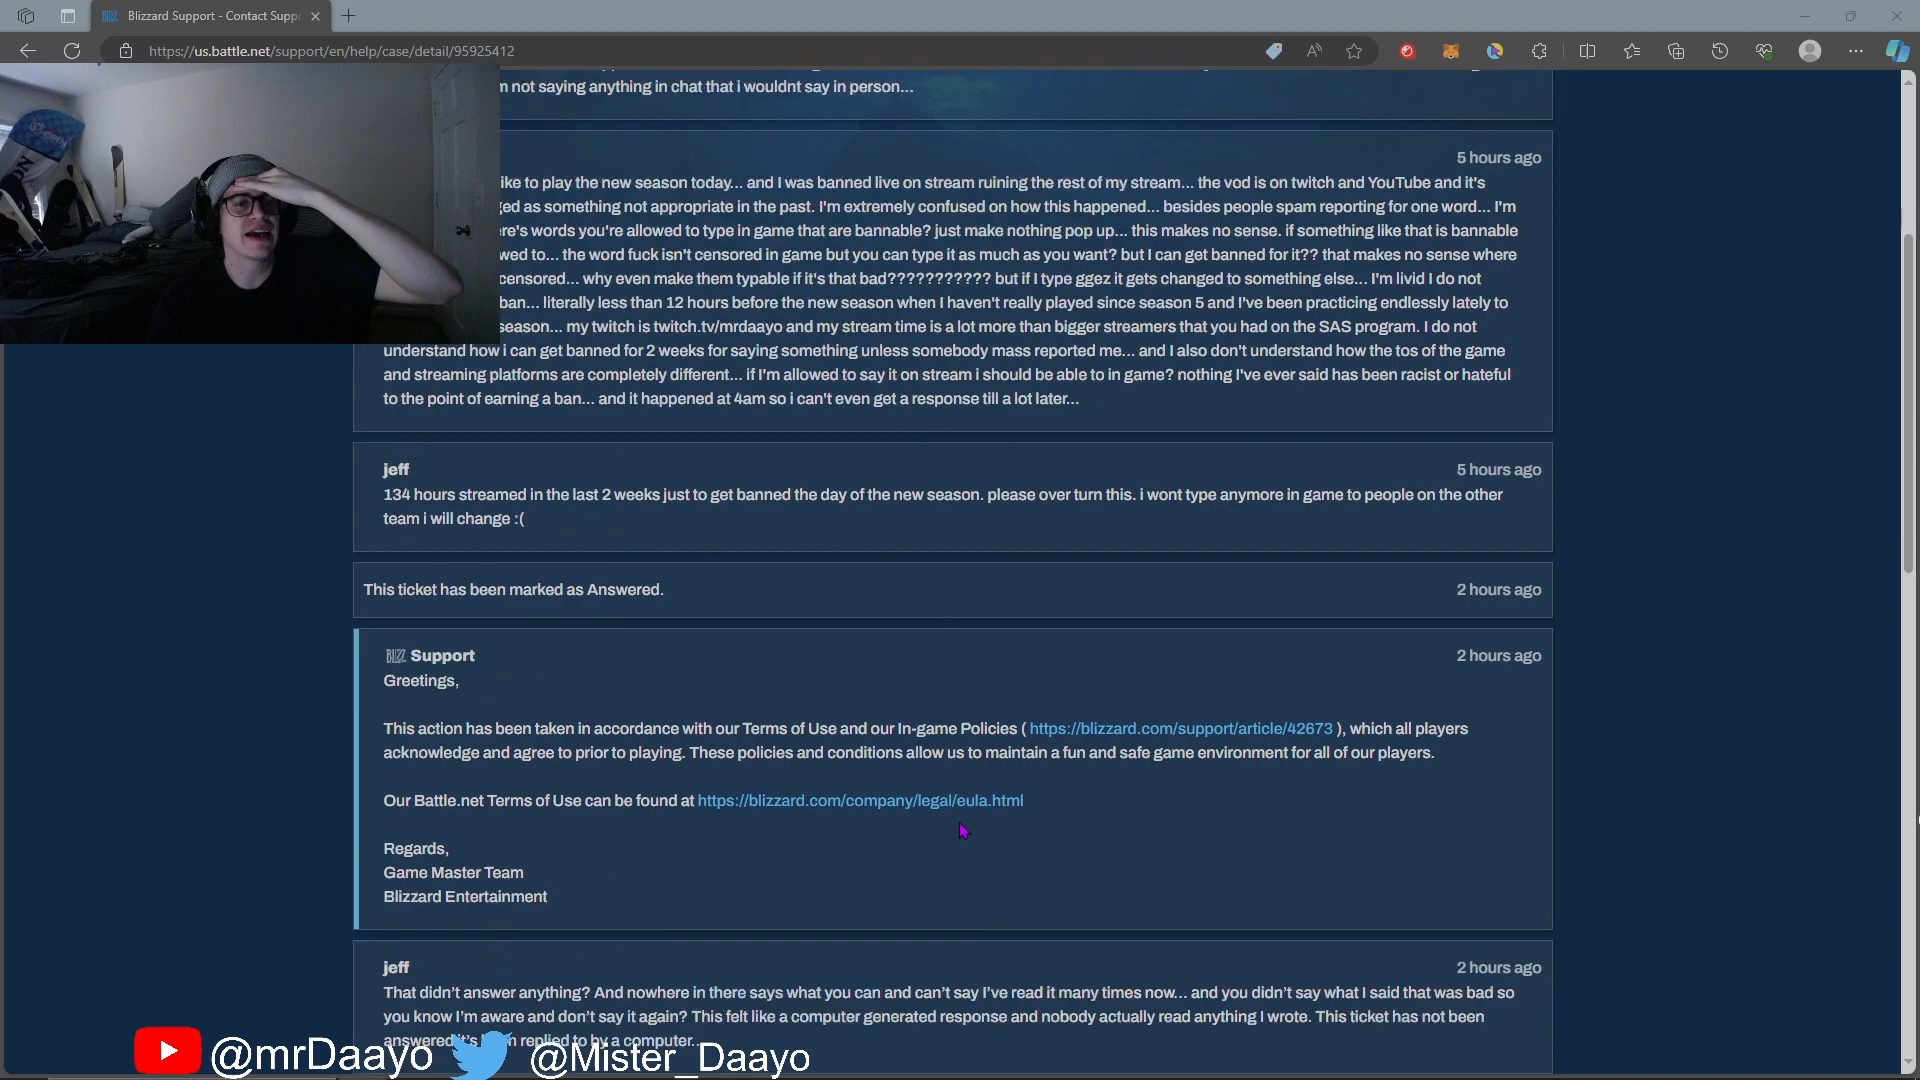 Blizzard Support - Contact Supp
https://us.battle.net/support/en/help/case/detail/95925412
n not saying anything in chat that i wouldnt say in person...
5 hours ago
ike to play the new season today... and I was banned live on stream ruining the rest of my stream... the vod is on twitch and YouTube and it's
ged as something not appropriate in the past. I'm extremely confused on how this happened... besides people spam reporting for one word... I'm
re's words you're allowed to type in game that are bannable? just make nothing pop up... this makes no sense. if something like that is bannable
wed to... the word fuck isn't censored in game but you can type it as much as you want? but I can get banned for it?? that makes no sense where
censored... why even make them typable if it's that bad??????????? but if I type ggez it gets changed to something else... I'm livid I do not
ban... literally less than 12 hours before the new season when I haven't really played since season 5 and I've been practicing endlessly lately to
season... my twitch is twitch.tv/mrdaayo and my stream time is a lot more than bigger streamers that you had on the SAS program. I do not
understand how i can get banned for 2 weeks for saying something unless somebody mass reported me... and I also don't understand how the tos of the game
and streaming platforms are completely different... if I'm allowed to say it on stream i should be able to in game? nothing I've ever said has been racist or hateful
to the point of earning a ban... and it happened at 4am so i can't even get a response till a lot later...
jeff 5 hours ago
134 hours streamed in the last 2 weeks just to get banned the day of the new season. please over turn this. i wont type anymore in game to people on the other
team i will change :(
This ticket has been marked as Answered. 2 hours ago
BLIZZ Support 2 hours ago
Greetings,
This action has been taken in accordance with our Terms of Use and our In-game Policies ( https://blizzard.com/support/article/42673 ), which all players
acknowledge and agree to prior to playing. These policies and conditions allow us to maintain a fun and safe game environment for all of our players.
Our Battle.net Terms of Use can be found at https://blizzard.com/company/legal/eula.html
Regards,
Game Master Team
Blizzard Entertainment
jeff 2 hours ago
That didn't answer anything? And nowhere in there says what you can and can't say I've read it many times now... and you didn't say what I said that was bad so
you know I'm aware and don't say it again? This felt like a computer generated response and nobody actually read anything I wrote. This ticket has not been
answered it's n replied to by a computer..
@mrDaayo @Mister_Daayo